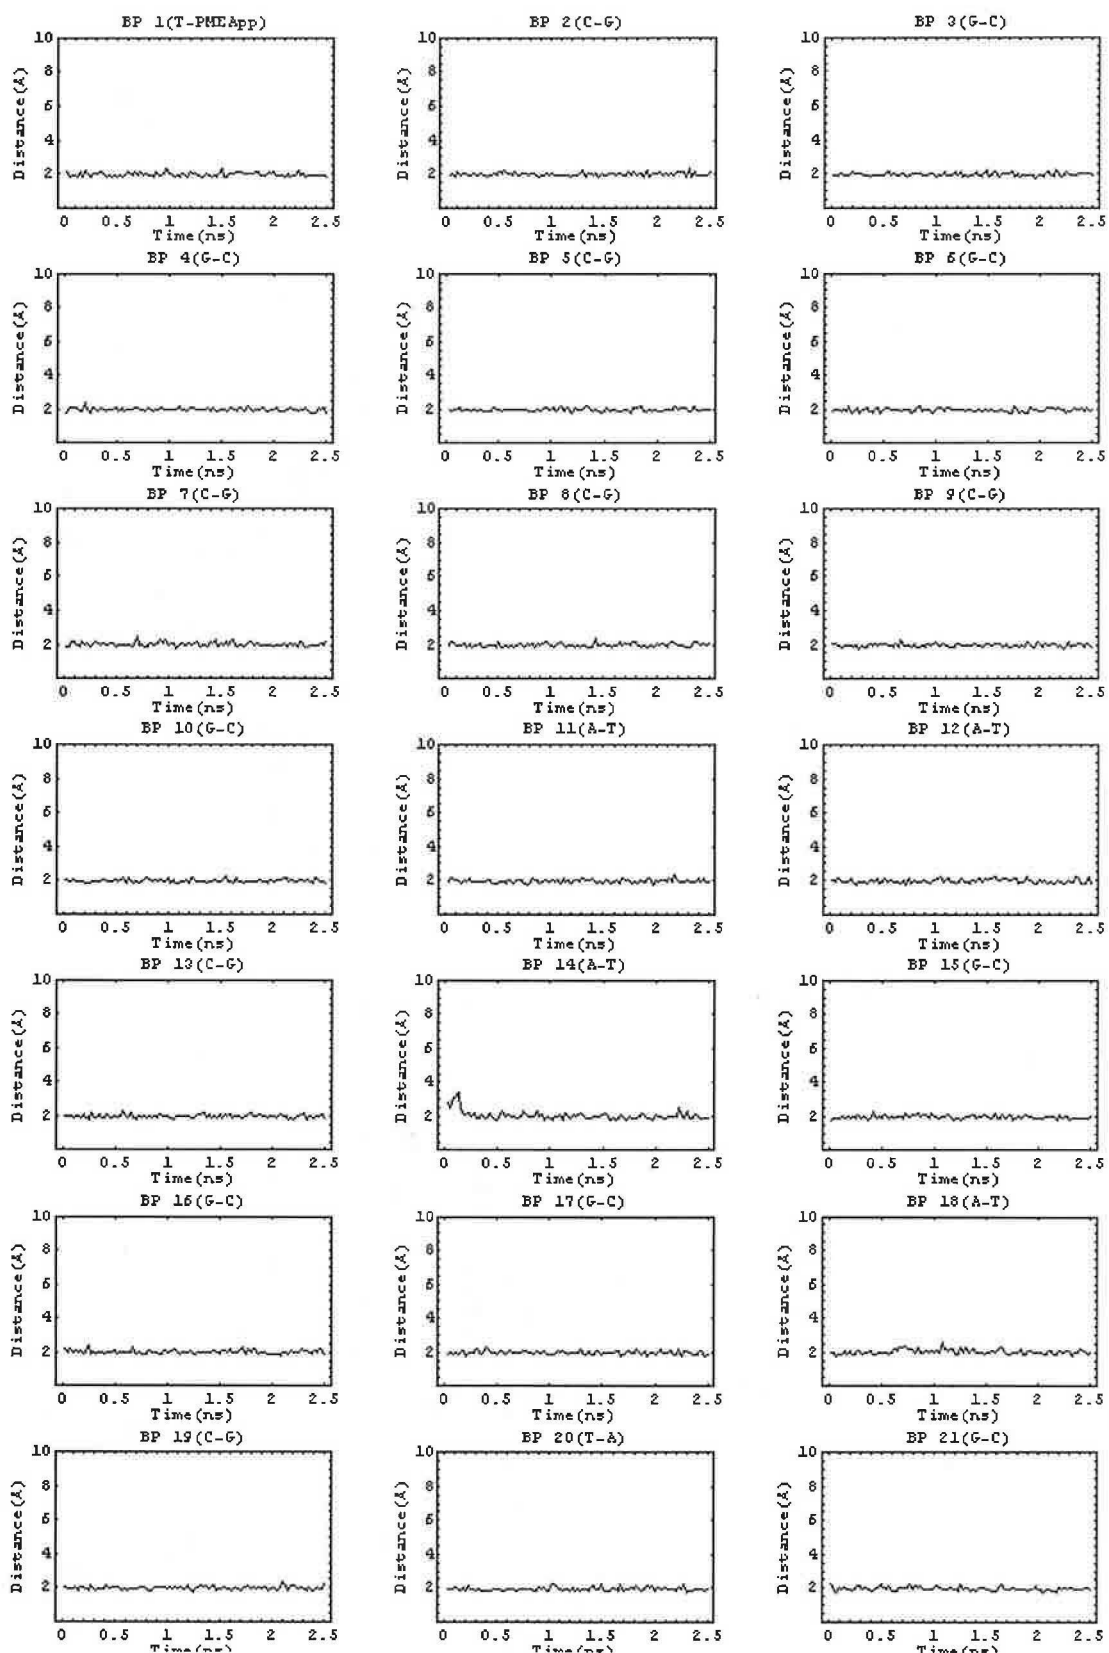 BP 1(T-PMEApp) BP 2(C-G) BP 3(G-C)
10 10 10
8 8 8
6 6 6
4 4 4
2 2 2
Distance(Å) Distance(Å) Distance(Å)
0 0.5 1 1.5 2 2.5 0 0.5 1 1.5 2 2.5 0 0.5 1 1.5 2 2.5
Time(ns) Time(ns) Time(ns)
BP 4(G-C) BP 5(C-G) BP 6(G-C)
10 10 10
8 8 8
6 6 6
4 4 4
2 2 2
Distance(Å) Distance(Å) Distance(Å)
0 0.5 1 1.5 2 2.5 0 0.5 1 1.5 2 2.5 0 0.5 1 1.5 2 2.5
Time(ns) Time(ns) Time(ns)
BP 7(C-G) BP 8(C-G) BP 9(C-G)
10 10 10
8 8 8
6 6 6
4 4 4
2 2 2
Distance(Å) Distance(Å) Distance(Å)
0 0.5 1 1.5 2 2.5 0 0.5 1 1.5 2 2.5 0 0.5 1 1.5 2 2.5
Time(ns) Time(ns) Time(ns)
BP 10(G-C) BP 11(A-T) BP 12(A-T)
10 10 10
8 8 8
6 6 6
4 4 4
2 2 2
Distance(Å) Distance(Å) Distance(Å)
0 0.5 1 1.5 2 2.5 0 0.5 1 1.5 2 2.5 0 0.5 1 1.5 2 2.5
Time(ns) Time(ns) Time(ns)
BP 13(C-G) BP 14(A-T) BP 15(G-C)
10 10 10
8 8 8
6 6 6
4 4 4
2 2 2
Distance(Å) Distance(Å) Distance(Å)
0 0.5 1 1.5 2 2.5 0 0.5 1 1.5 2 2.5 0 0.5 1 1.5 2 2.5
Time(ns) Time(ns) Time(ns)
BP 16(G-C) BP 17(G-C) BP 18(A-T)
10 10 10
8 8 8
6 6 6
4 4 4
2 2 2
Distance(Å) Distance(Å) Distance(Å)
0 0.5 1 1.5 2 2.5 0 0.5 1 1.5 2 2.5 0 0.5 1 1.5 2 2.5
Time(ns) Time(ns) Time(ns)
BP 19(C-G) BP 20(T-A) BP 21(G-C)
10 10 10
8 8 8
6 6 6
4 4 4
2 2 2
Distance(Å) Distance(Å) Distance(Å)
0 0.5 1 1.5 2 2.5 0 0.5 1 1.5 2 2.5 0 0.5 1 1.5 2 2.5
Time(ns) Time(ns) Time(ns)